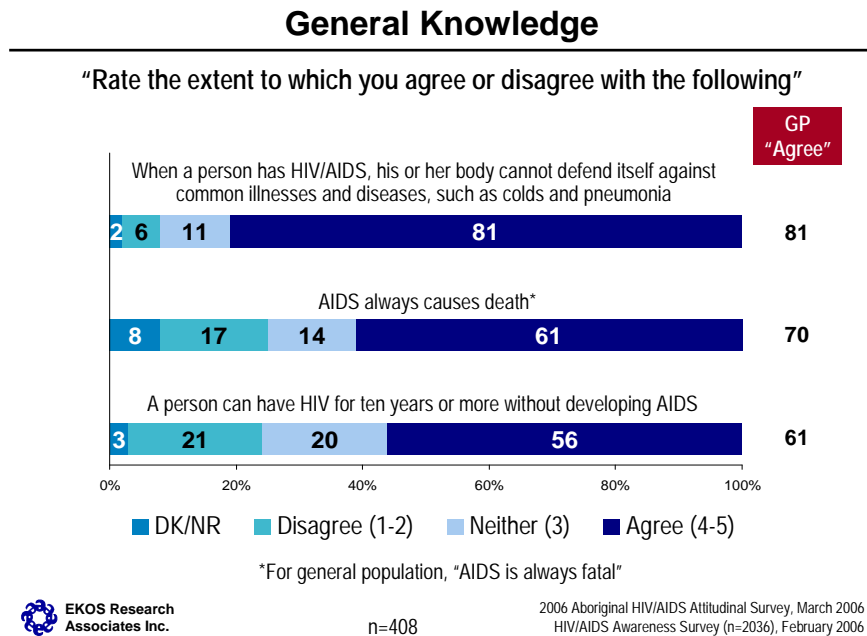 General Knowledge
“Rate the extent to which you agree or disagree with the following”
GP
“Agree”
When a person has HIV/AIDS, his or her body cannot defend itself against
common illnesses and diseases, such as colds and pneumonia
2 6 11 81 81
AIDS always causes death*
8 17 14 61 70
A person can have HIV for ten years or more without developing AIDS
3 21 20 56 61
0% 20% 40% 60% 80% 100%
DK/NR Disagree (1-2) Neither (3) Agree (4-5)
*For general population, “AIDS is always fatal”
EKOS Research
Associates Inc.
n=408
2006 Aboriginal HIV/AIDS Attitudinal Survey, March 2006
HIV/AIDS Awareness Survey (n=2036), February 2006